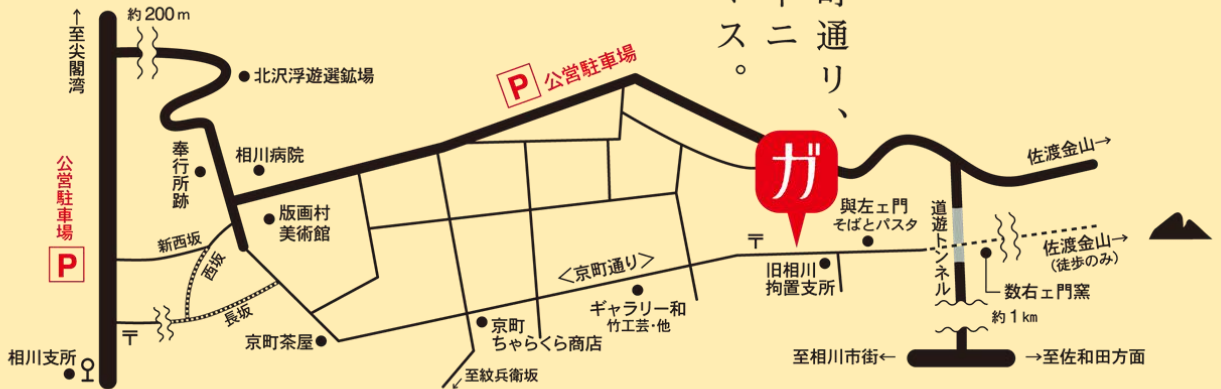 約200m
←至尖閣湾
北沢浮遊選鉱場
P 公営駐車場
通リ、
ニ
ス。
奉行所跡
相川病院
版画村
美術館
公営駐車場
P
新西坂
西坂
長坂
〒
相川支所
京町茶屋
<京町通り>
京町
ちゃらくら商店
至紋兵衛坂
ギャラリー和
竹工芸・他
ガ
〒
旧相川
拘置支所
與左ェ門
そばとパスタ
道遊トンネル
佐渡金山→
佐渡金山→
(徒歩のみ)
数右ェ門窯
約1km
至相川市街←
→至佐和田方面